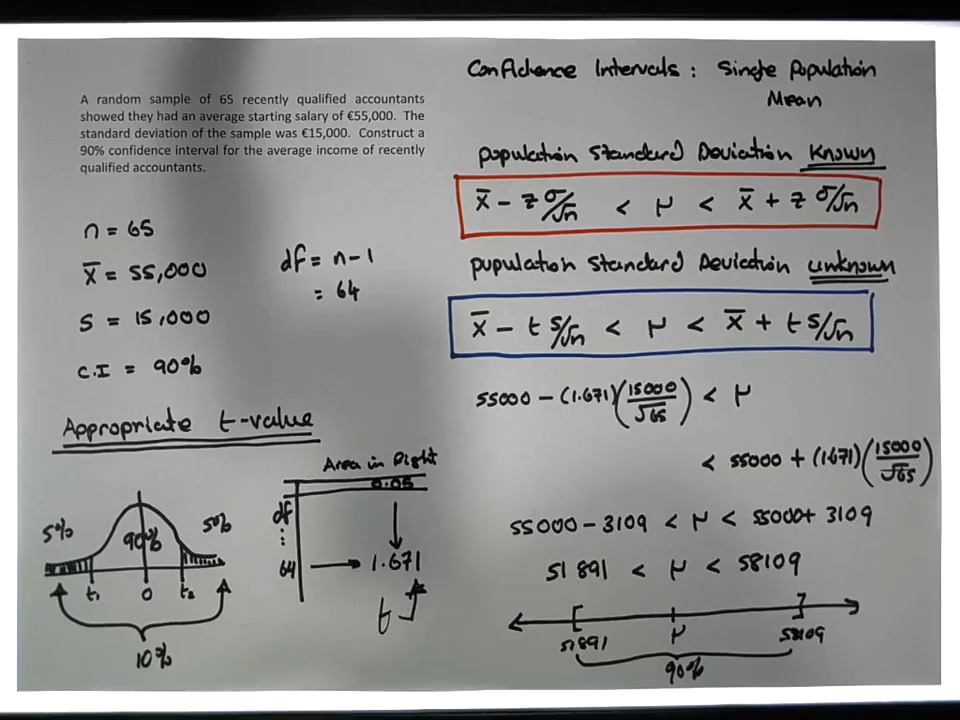 A random sample of 65 recently qualified accountants
showed they had an average starting salary of €55,000. The
standard deviation of the sample was €15,000. Construct a
90% confidence interval for the average income of recently
qualified accountants.
n = 65
x̄ = 55,000
s = 15,000
C.I = 90%
df = n - 1
= 64
Appropriate t-value
5%
90%
5%
t₁ 0 t₂
10%
Area in Right
0.05
df
⋮
64 → 1.671
t
Confidence Intervals : Single Population
Mean
population Standard Deviation Known
x̄ - z σ/√n < μ < x̄ + z σ/√n
population Standard Deviation unknown
x̄ - t s/√n < μ < x̄ + t s/√n
55000 - (1.671)(15000/√65) < μ
< 55000 + (1.671)(15000/√65)
55000 - 3109 < μ < 55000 + 3109
51891 < μ < 58109
51891 μ 58109
90%